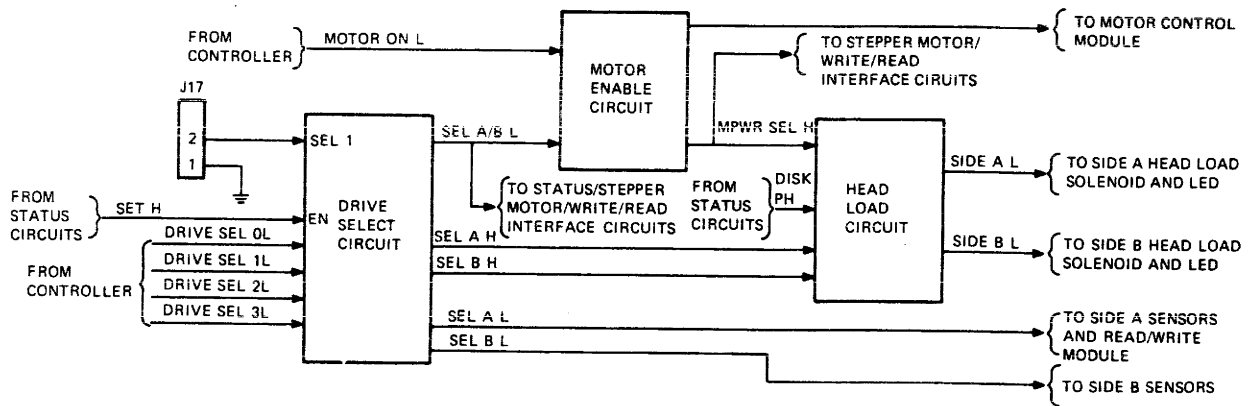 FROM
CONTROLLER
MOTOR ON L
MOTOR
ENABLE
CIRCUIT
TO MOTOR CONTROL
MODULE
TO STEPPER MOTOR/
WRITE/READ
INTERFACE CIRUITS
J17
2
1
SEL 1
SEL A/B L
MPWR SEL H
FROM
STATUS
CIRCUITS
SET H
EN
DRIVE
SELECT
CIRCUIT
TO STATUS/STEPPER
MOTOR/WRITE/READ
INTERFACE CIRCUITS
FROM
STATUS
CIRCUITS
DISK
PH
HEAD
LOAD
CIRCUIT
SIDE A L
TO SIDE A HEAD LOAD
SOLENOID AND LED
SIDE B L
TO SIDE B HEAD LOAD
SOLENOID AND LED
FROM
CONTROLLER
DRIVE SEL 0L
DRIVE SEL 1L
DRIVE SEL 2L
DRIVE SEL 3L
SEL A H
SEL B H
SEL A L
SEL B L
TO SIDE A SENSORS
AND READ/WRITE
MODULE
TO SIDE B SENSORS